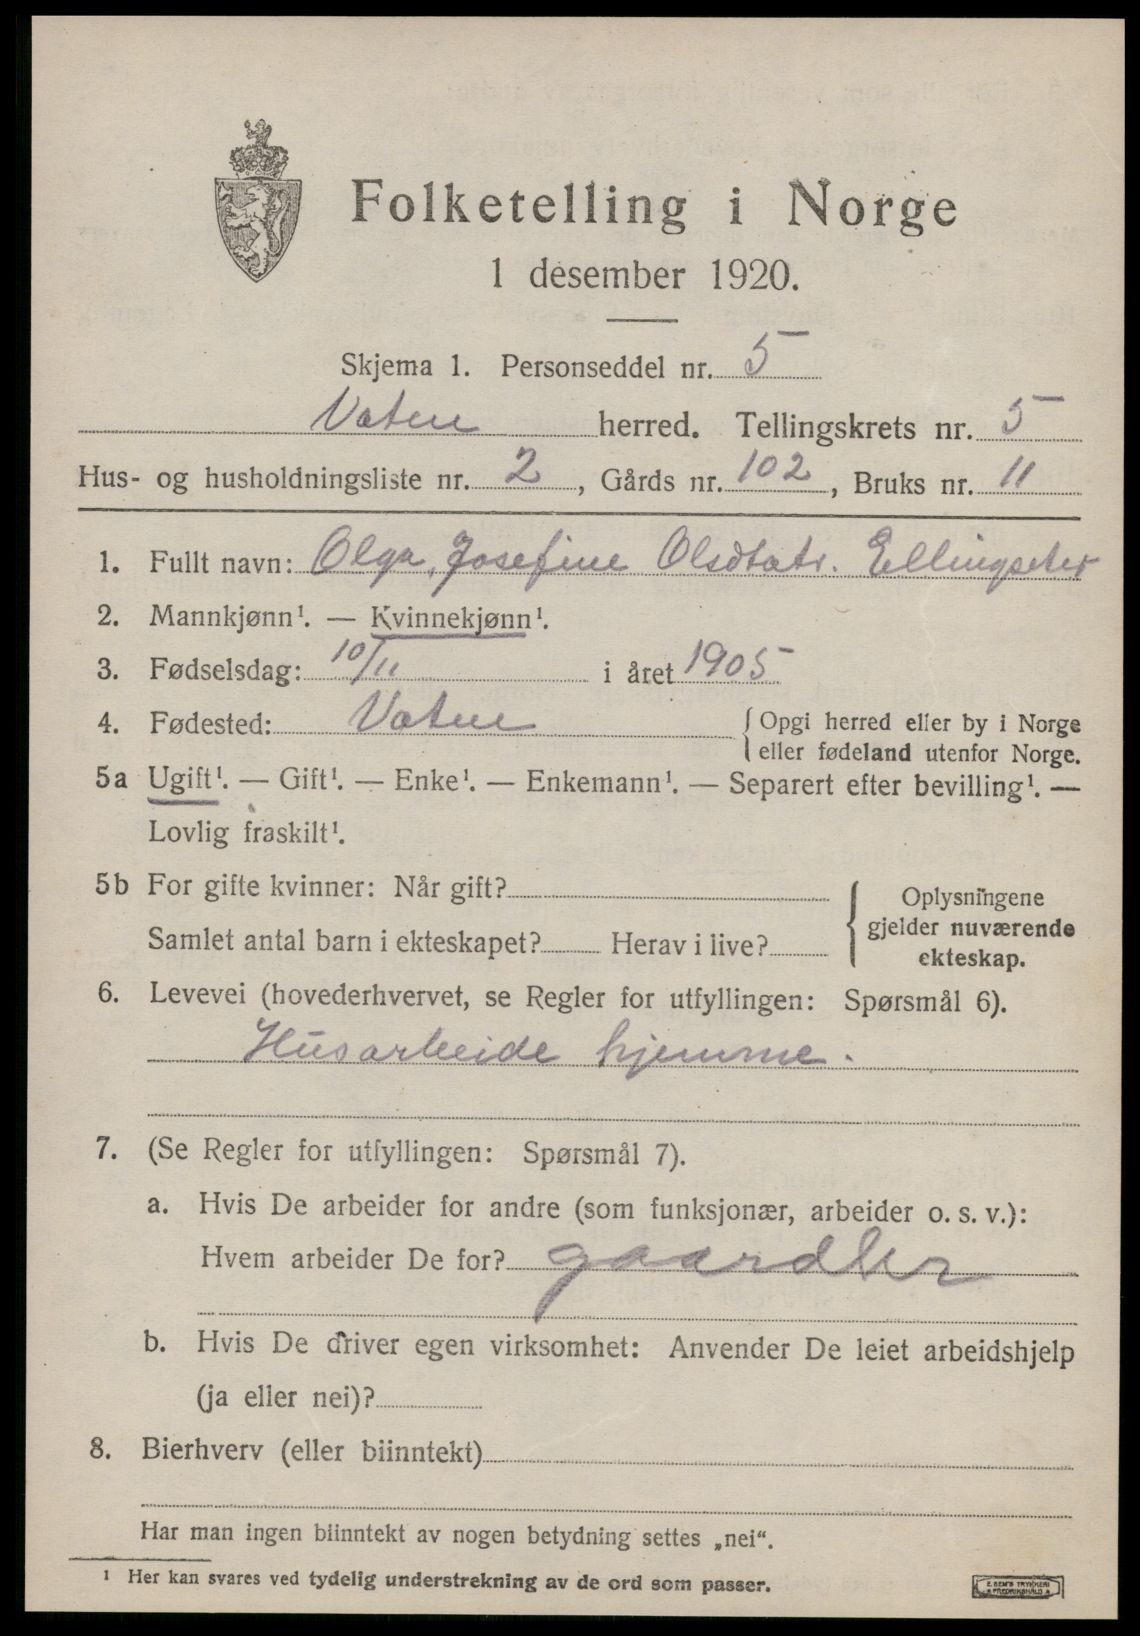 Folketelling i Norge
1 desember 1920.
Skjema 1. Personseddel nr. 5
Vatne herred. Tellingskrets nr. 5
Hus- og husholdningsliste nr. 2, Gårds nr. 102, Bruks nr. 11
1. Fullt navn: Olga, Josefine Olsdtatr. Ellingseter
2. Mannkjønn¹. — Kvinnekjønn¹.
3. Fødselsdag: 10/11 i året 1905
4. Fødested: Vatne { Opgi herred eller by i Norge
eller fødeland utenfor Norge.
5a Ugift¹. — Gift¹. — Enke¹. — Enkemann¹. — Separert efter bevilling¹. —
Lovlig fraskilt¹.
5b For gifte kvinner: Når gift?
Samlet antal barn i ekteskapet? Herav i live?
{ Oplysningene
gjelder nuværende
ekteskap.
6. Levevei (hovederhvervet, se Regler for utfyllingen: Spørsmål 6).
Husarbeide hjemme.
7. (Se Regler for utfyllingen: Spørsmål 7).
a. Hvis De arbeider for andre (som funksjonær, arbeider o. s. v.):
Hvem arbeider De for? gaardbr
b. Hvis De driver egen virksomhet: Anvender De leiet arbeidshjelp
(ja eller nei)?
8. Bierhverv (eller biinntekt)
Har man ingen biinntekt av nogen betydning settes „nei“.
¹ Her kan svares ved tydelig understrekning av de ord som passer.
E. SEM'S TRYKKERI
FREDRIKSHALD